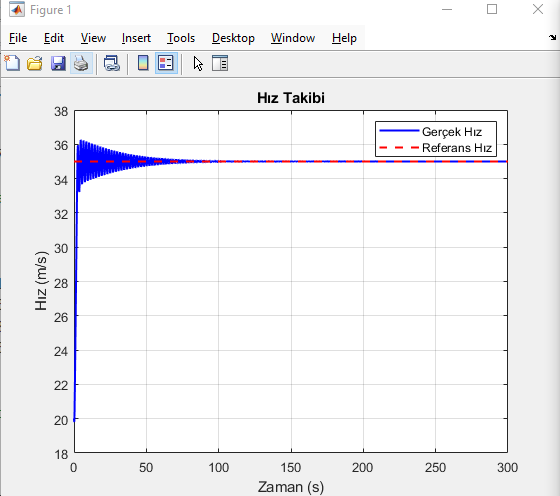 Figure 1
File Edit View Insert Tools Desktop Window Help
Hız Takibi
Gerçek Hız
Referans Hız
Hız (m/s)
38
36
34
32
30
28
26
24
22
20
18
0 50 100 150 200 250 300
Zaman (s)